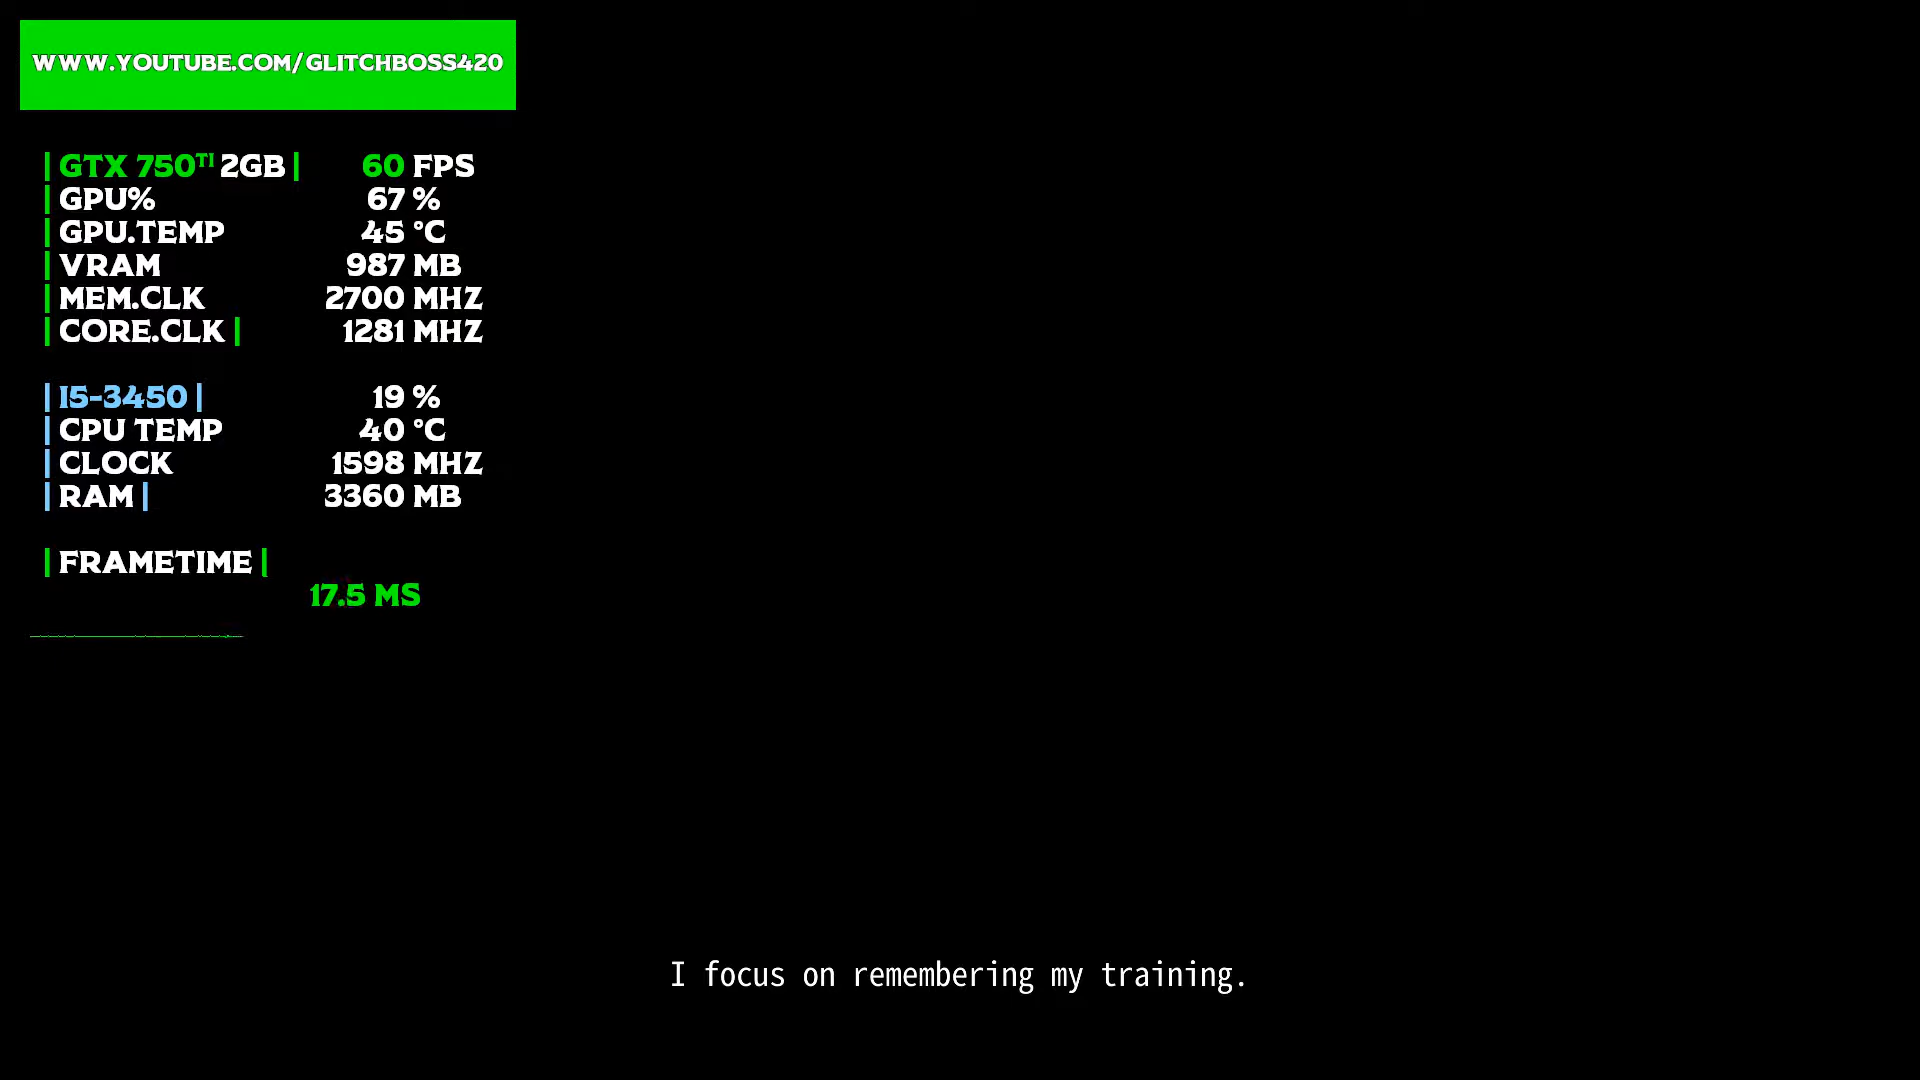 WWW.YOUTUBE.COM/GLITCHBOSS420
| GTX 750TI 2GB | 60 FPS
| GPU% 67 %
| GPU.TEMP 45 °C
| VRAM 987 MB
| MEM.CLK 2700 MHZ
| CORE.CLK | 1281 MHZ
| I5-3450 | 19 %
| CPU TEMP 40 °C
| CLOCK 1598 MHZ
| RAM | 3360 MB
| FRAMETIME |
17.5 MS
I focus on remembering my training.